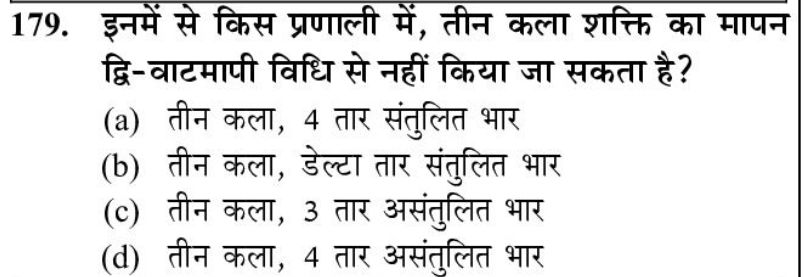 179. इनमें से किस प्रणाली में, तीन कला शक्ति का मापन
द्वि-वाटमापी विधि से नहीं किया जा सकता है?
(a) तीन कला, 4 तार संतुलित भार
(b) तीन कला, डेल्टा तार संतुलित भार
(c) तीन कला, 3 तार असंतुलित भार
(d) तीन कला, 4 तार असंतुलित भार